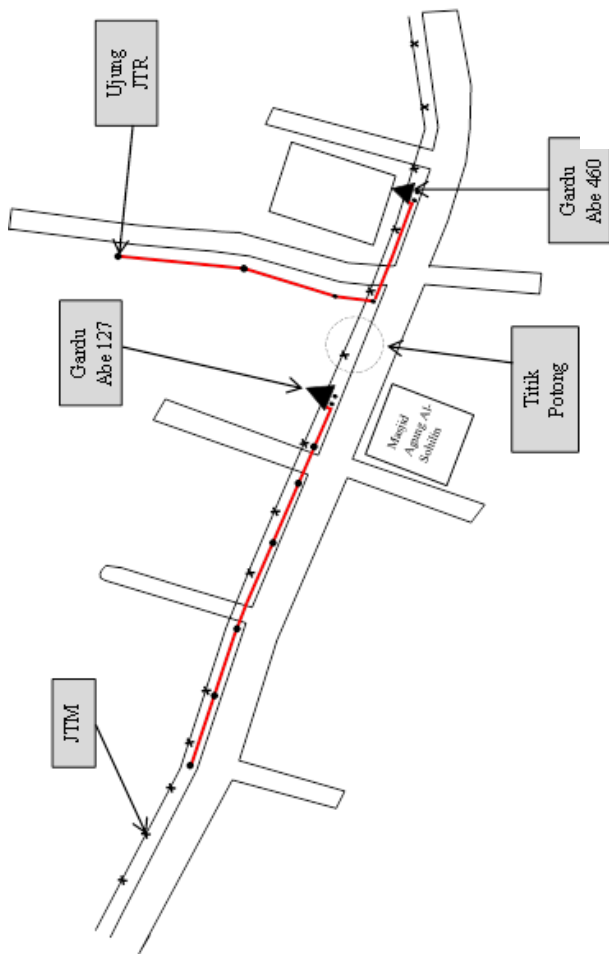 Ujung
JTR
Gardu
Abe 460
Gardu
Abe 127
Titik
Potong
Masjid
Agung Al-
Sohilin
JTM